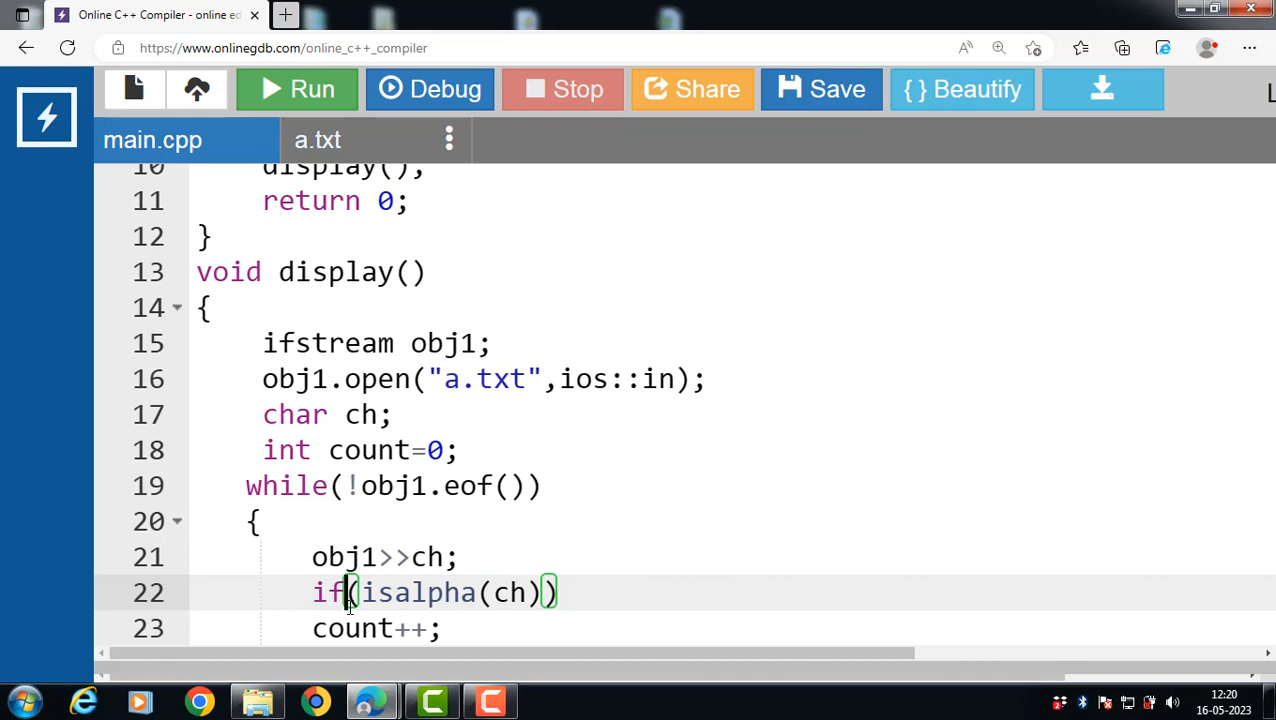 Online C++ Compiler - online ed
https://www.onlinegdb.com/online_c++_compiler
Run
Debug
Stop
Share
Save
{ } Beautify
main.cpp
a.txt
10 display();
11 return 0;
12 }
13 void display()
14 {
15 ifstream obj1;
16 obj1.open("a.txt",ios::in);
17 char ch;
18 int count=0;
19 while(!obj1.eof())
20 {
21 obj1>>ch;
22 if(isalpha(ch))
23 count++;
12:20
16-05-2023